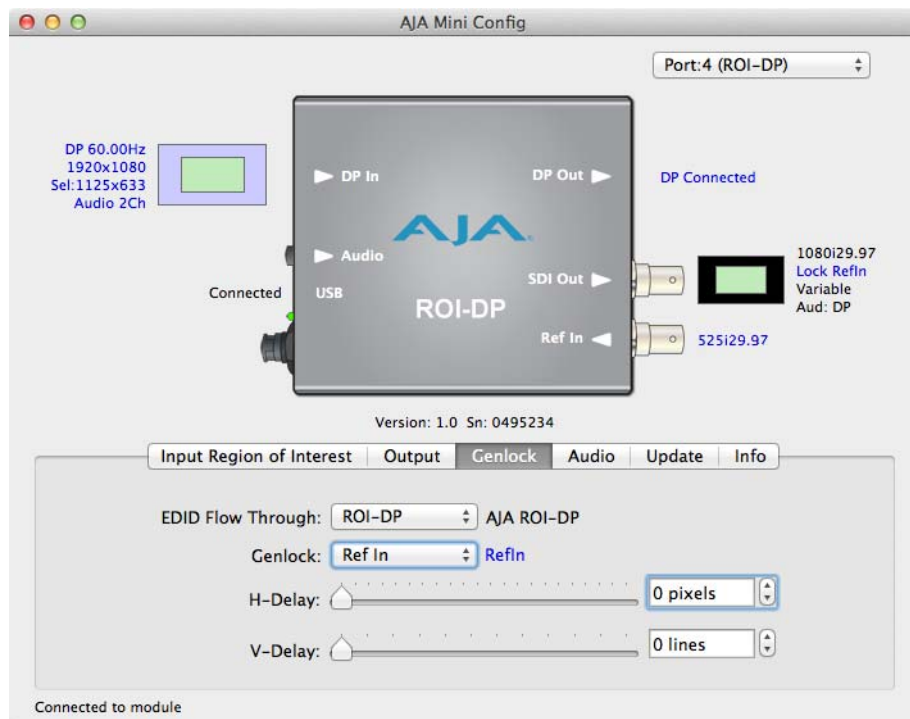 AJA Mini Config
Port:4 (ROI-DP)
DP 60.00Hz
1920x1080
Sel:1125x633
Audio 2Ch
DP In
DP Out
DP Connected
AJA
Audio
Connected
USB
SDI Out
ROI-DP
Ref In
1080i29.97
Lock RefIn
Variable
Aud: DP
525i29.97
Version: 1.0 Sn: 0495234
Input Region of Interest
Output
Genlock
Audio
Update
Info
EDID Flow Through: ROI-DP AJA ROI-DP
Genlock: Ref In RefIn
H-Delay: 0 pixels
V-Delay: 0 lines
Connected to module